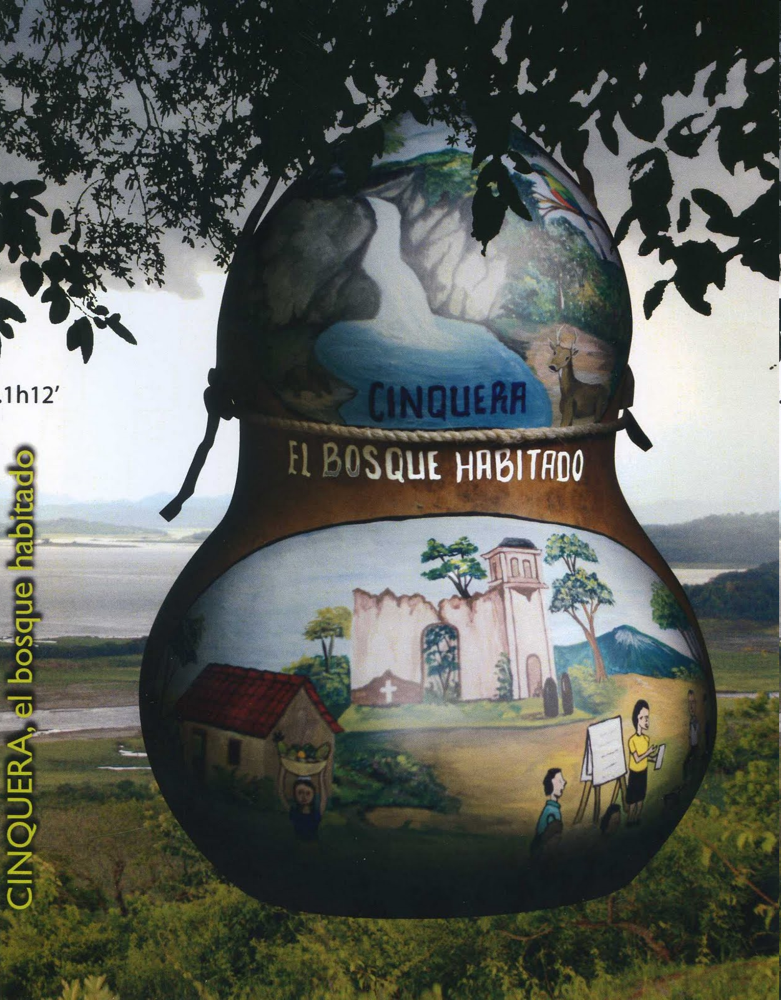 .1h12’
CINQUERA, el bosque habitado
CINQUERA
EL BOSQUE HABITADO